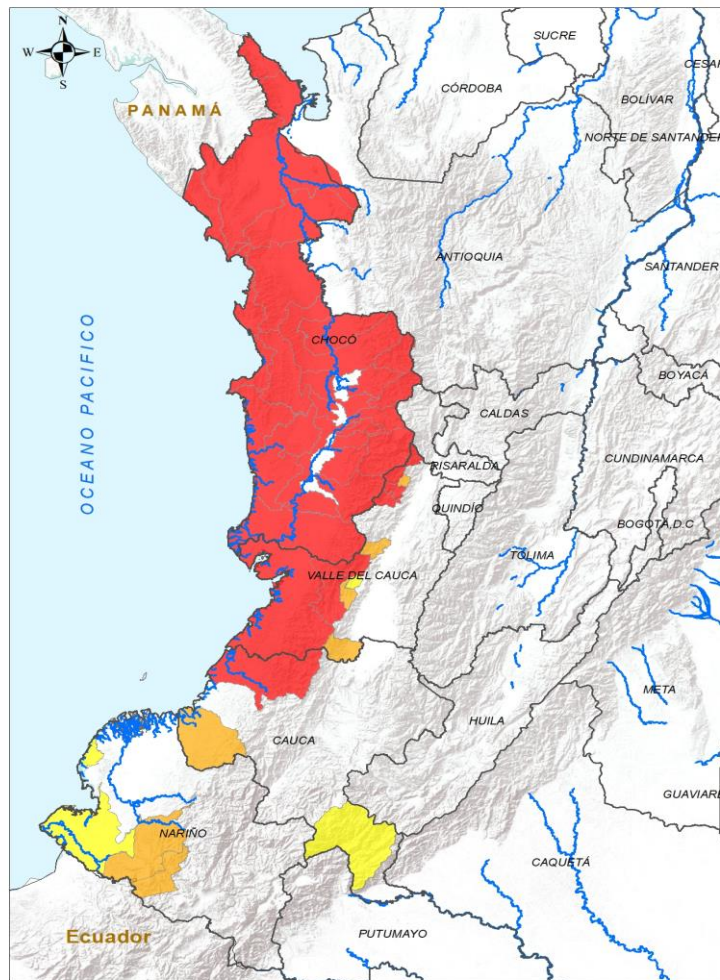 N
W E
S
SUCRE
CESAR
CÓRDOBA
BOLÍVAR
PANAMÁ
NORTE DE SANTANDER
ANTIOQUIA
SANTANDER
OCEANO PACIFICO
CHOCÓ
BOYACÁ
CALDAS
CUNDINAMARCA
RISARALDA
QUINDÍO
BOGOTÁ,D.C
TOLIMA
VALLE DEL CAUCA
META
HUILA
CAUCA
GUAVIARE
NARIÑO
CAQUETÁ
PUTUMAYO
Ecuador